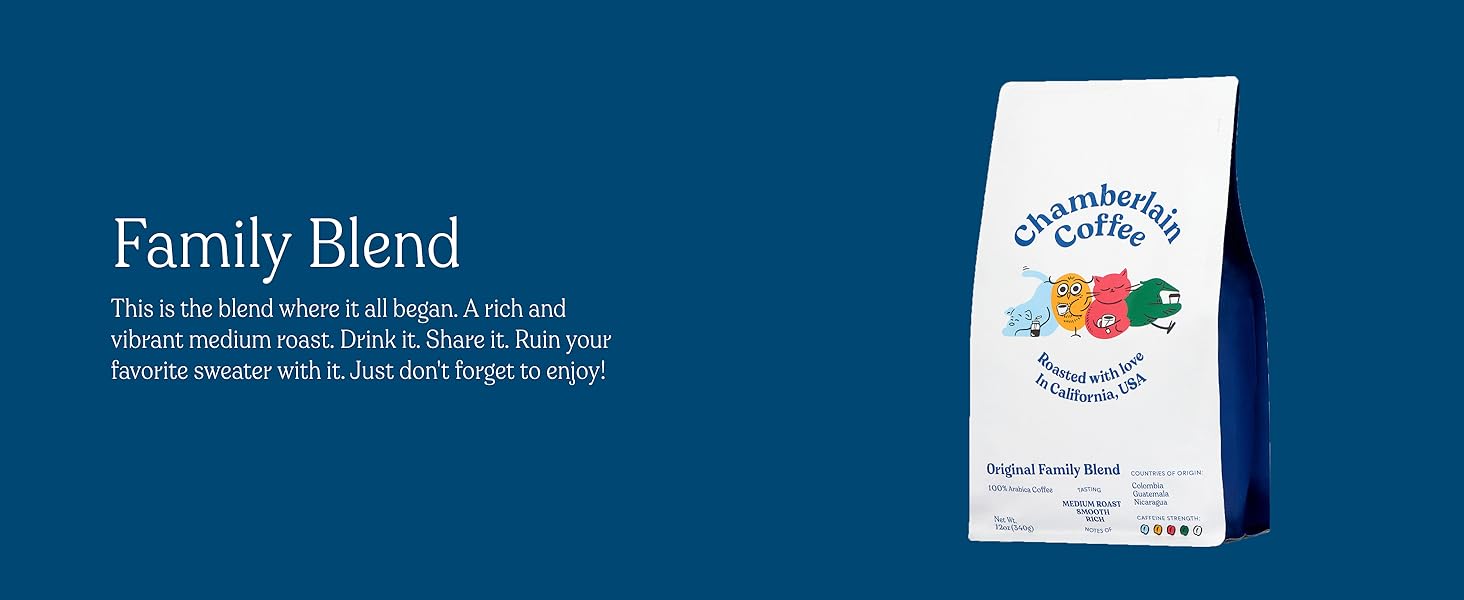 Family Blend
This is the blend where it all began. A rich and
vibrant medium roast. Drink it. Share it. Ruin your
favorite sweater with it. Just don't forget to enjoy!
Chamberlain
Coffee
Roasted with love
In California, USA
Original Family Blend
100% Arabica Coffee
Net Wt.
12oz (340g)
TASTING
MEDIUM ROAST
SMOOTH
RICH
NOTES OF
COUNTRIES OF ORIGIN:
Colombia
Guatemala
Nicaragua
CAFFEINE STRENGTH: